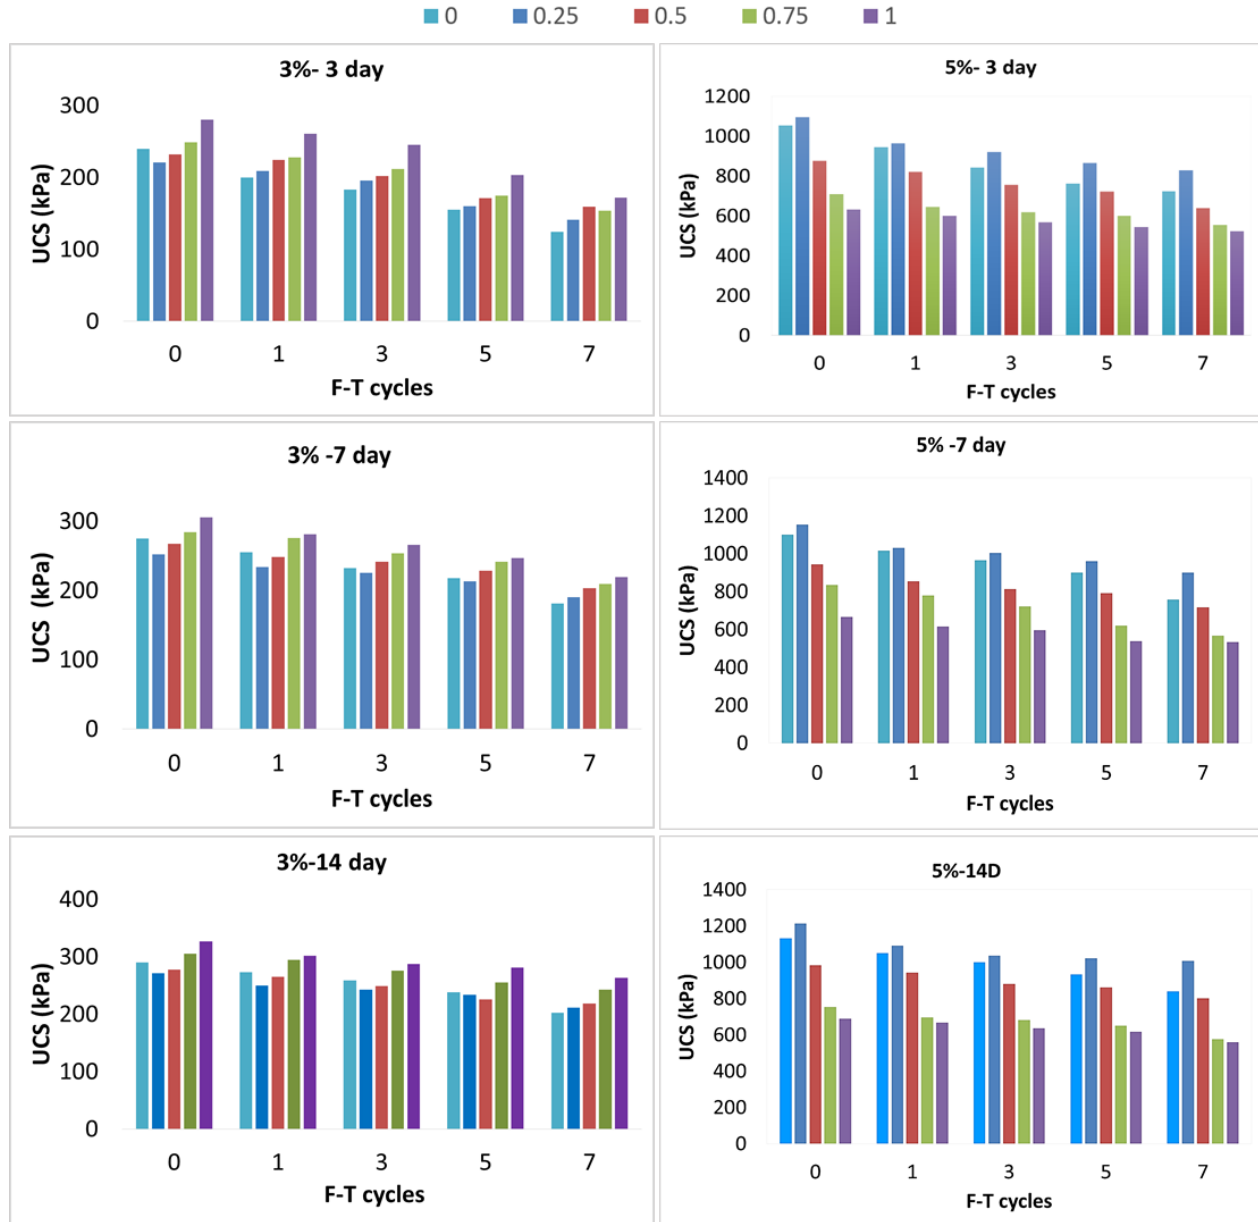 0 0.25 0.5 0.75 1
3%- 3 day
300
200
100
0
UCS (kPa)
0 1 3 5 7
F-T cycles
5%- 3 day
1200
1000
800
600
400
200
0
UCS (kPa)
0 1 3 5 7
F-T cycles
3% -7 day
300
200
100
0
UCS (kPa)
0 1 3 5 7
F-T cycles
5% -7 day
1400
1200
1000
800
600
400
200
0
UCS (kPa)
0 1 3 5 7
F-T cycles
3%-14 day
400
300
200
100
0
UCS (kPa)
0 1 3 5 7
F-T cycles
5%-14D
1400
1200
1000
800
600
400
200
0
UCS (kPa)
0 1 3 5 7
F-T cycles